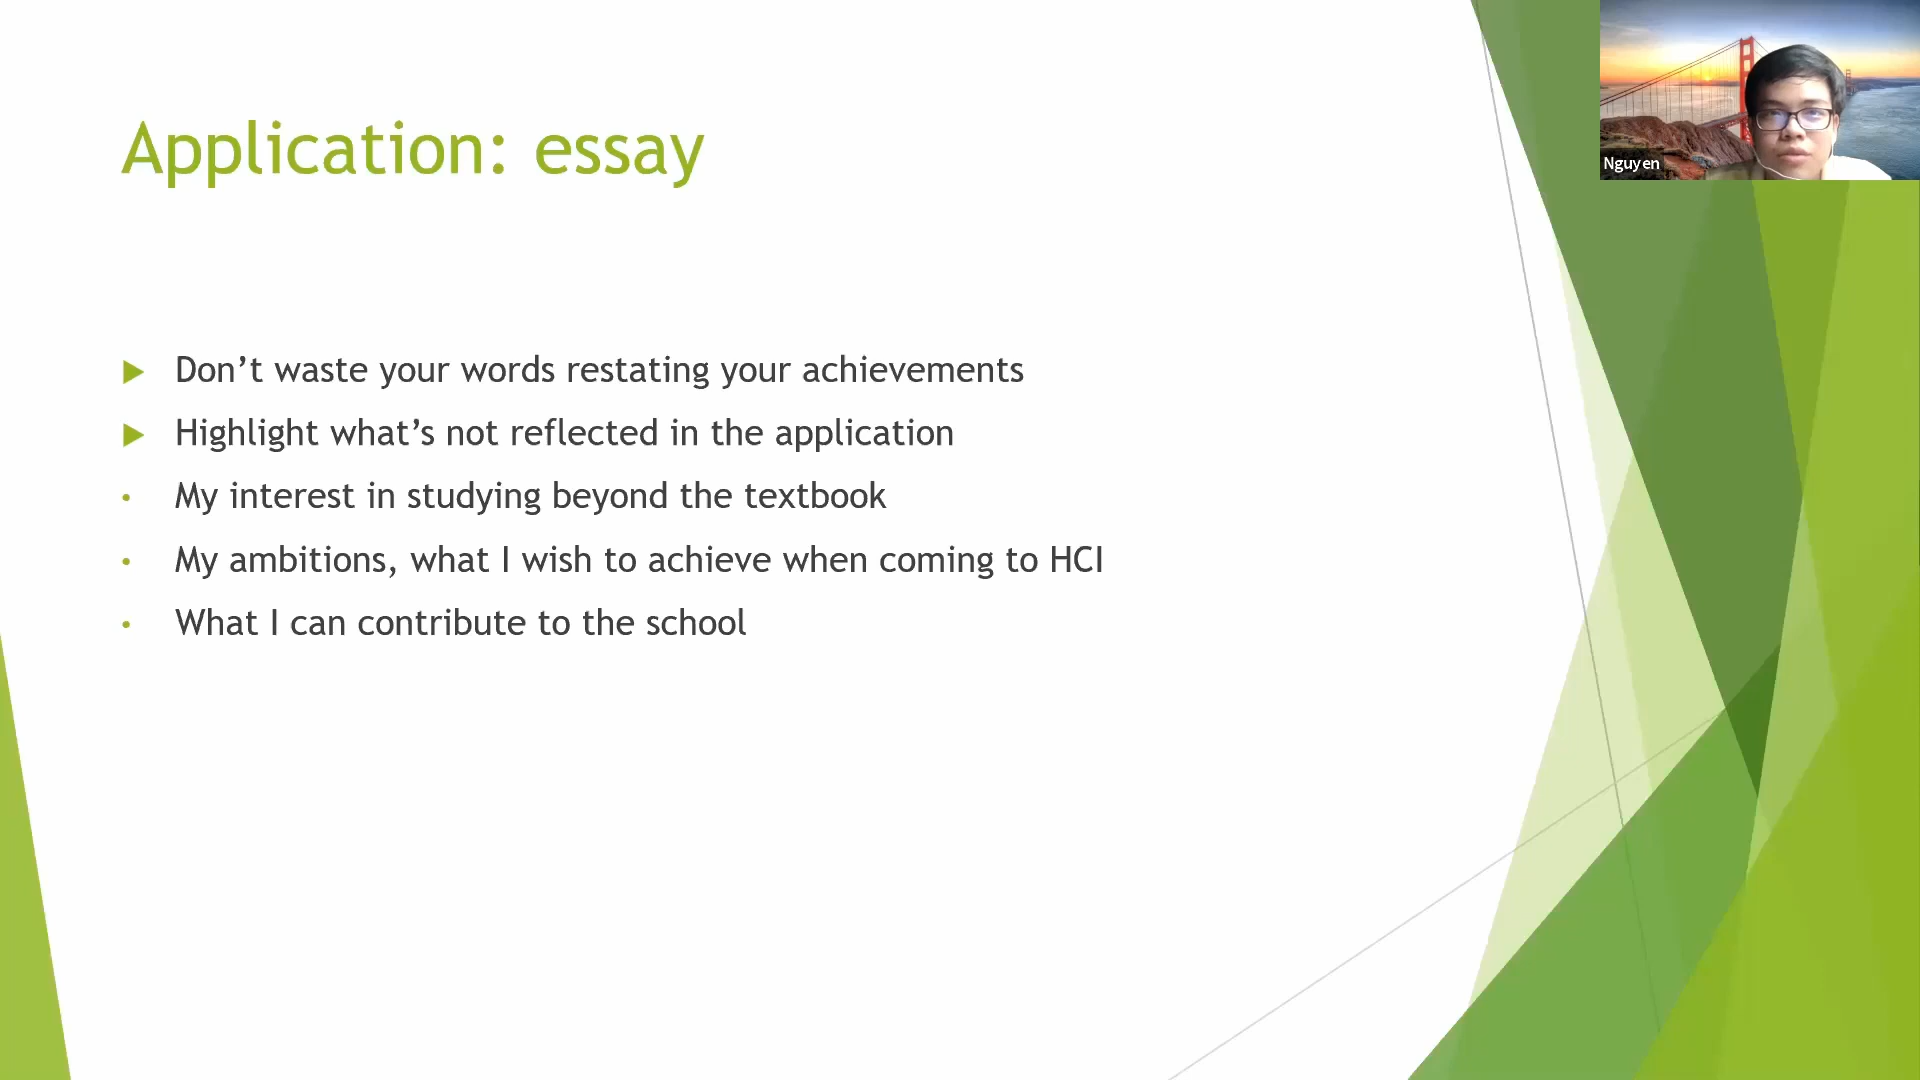 Application: essay
Don’t waste your words restating your achievements
Highlight what’s not reflected in the application
My interest in studying beyond the textbook
My ambitions, what I wish to achieve when coming to HCI
What I can contribute to the school
Nguyen